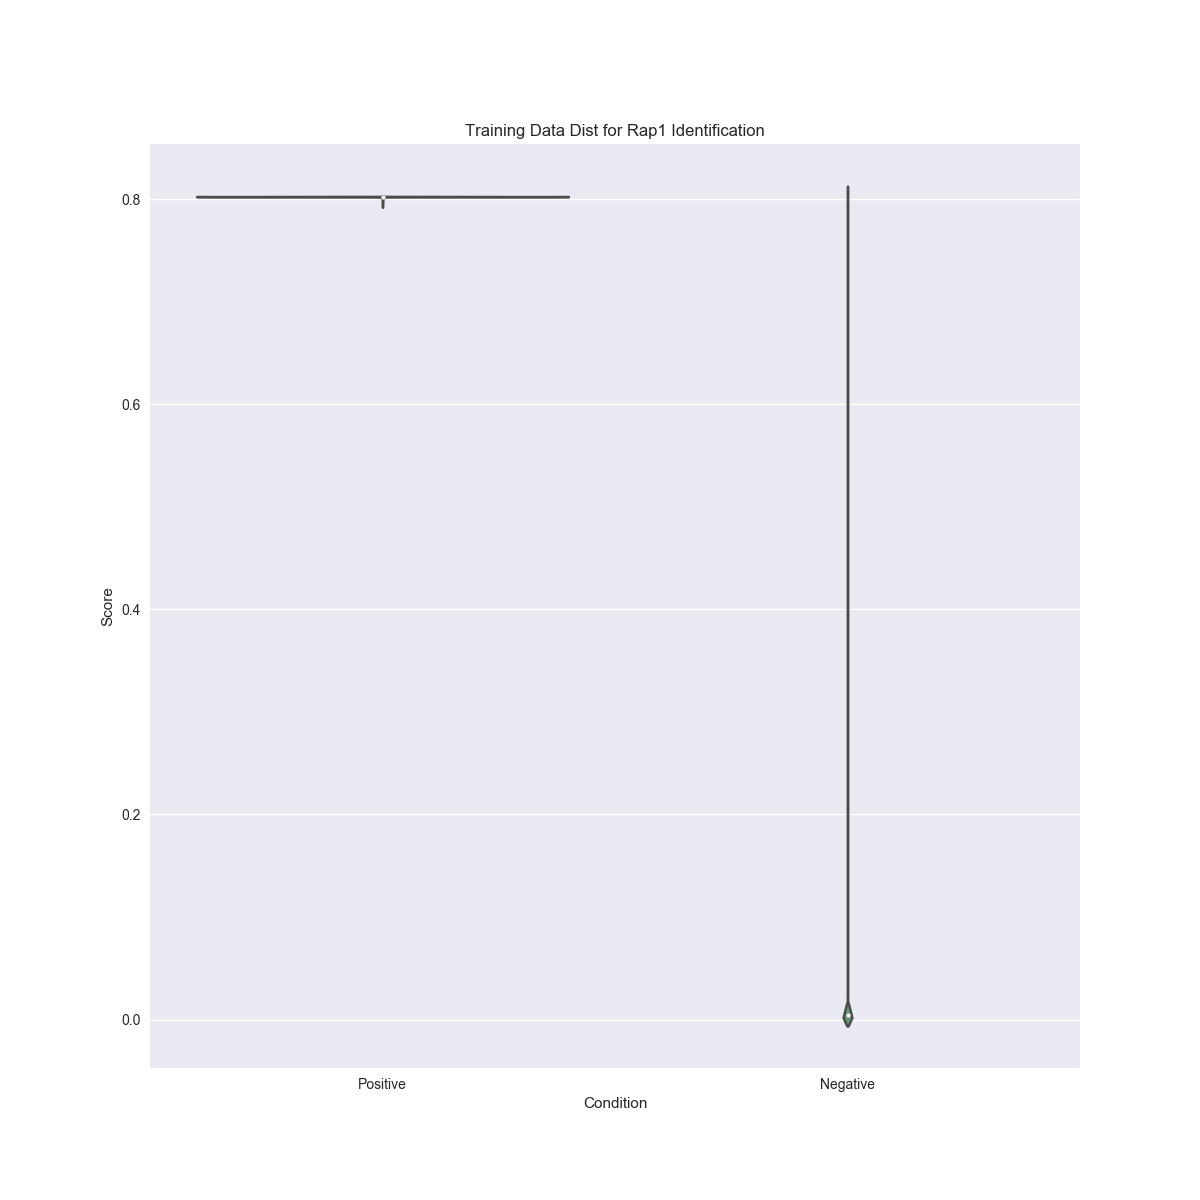 Training Data Dist for Rap1 Identification
0.8
0.6
0.4
0.2
0.0
Score
Positive
Negative
Condition